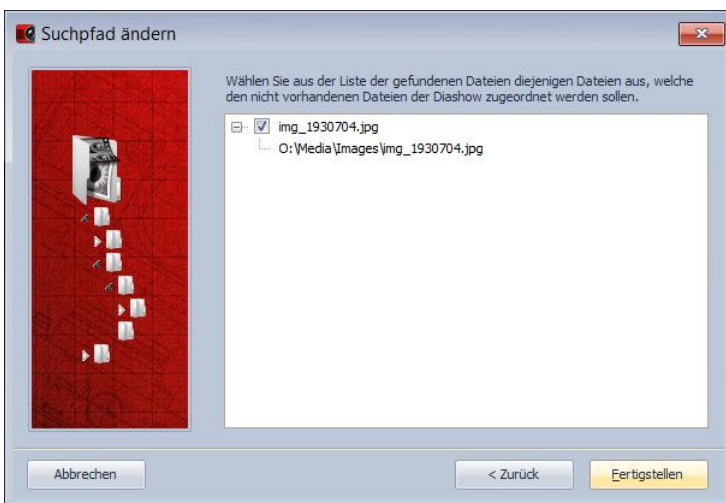 Suchpfad ändern
Wählen Sie aus der Liste der gefundenen Dateien diejenigen Dateien aus, welche
den nicht vorhandenen Dateien der Diashow zugeordnet werden sollen.
img_1930704.jpg
O:\Media\Images\img_1930704.jpg
Abbrechen
< Zurück
Fertigstellen